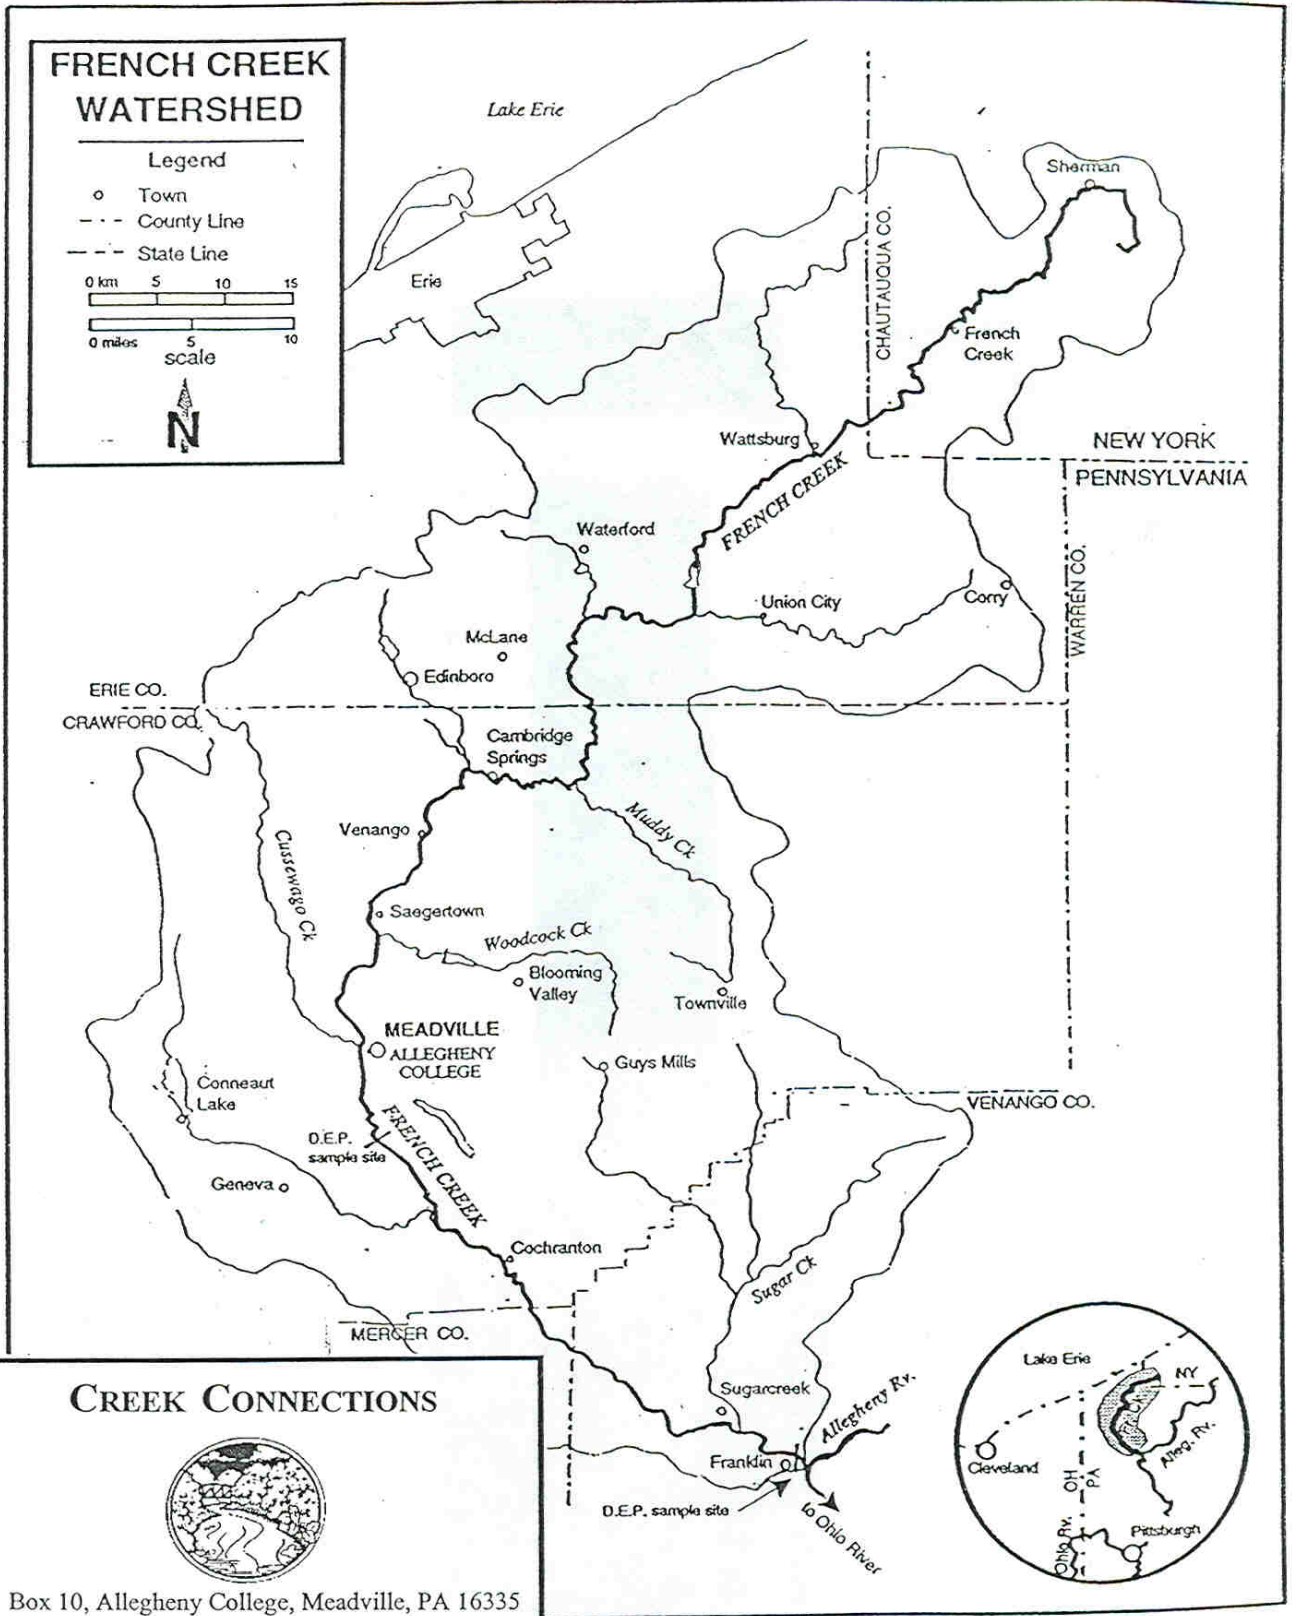 FRENCH CREEK
WATERSHED
Legend
Town
County Line
State Line
0 km 5 10 15
0 miles 5 10
scale
N
Lake Erie
Erie
Sherman
CHAUTAUQUA CO.
French
Creek
Wattsburg
NEW YORK
PENNSYLVANIA
FRENCH CREEK
Waterford
WARREN CO.
Union City
Corry
McLane
Edinboro
ERIE CO.
CRAWFORD CO.
Cambridge
Springs
Venango
Muddy Ck
Cussewago Ck
Saegertown
Woodcock Ck
Blooming
Valley
Townville
MEADVILLE
ALLEGHENY
COLLEGE
Guys Mills
Conneaut
Lake
VENANGO CO.
FRENCH CREEK
D.E.P.
sample site
Geneva
Cochranton
Sugar Ck
MERCER CO.
Sugarcreek
Allegheny Rv.
Franklin
D.E.P. sample site
to Ohio River
Lake Erie
NY
Fr. Ck.
Alleg. Rv.
Cleveland
OH
PA
Ohio Rv.
Pittsburgh
CREEK CONNECTIONS
Box 10, Allegheny College, Meadville, PA 16335